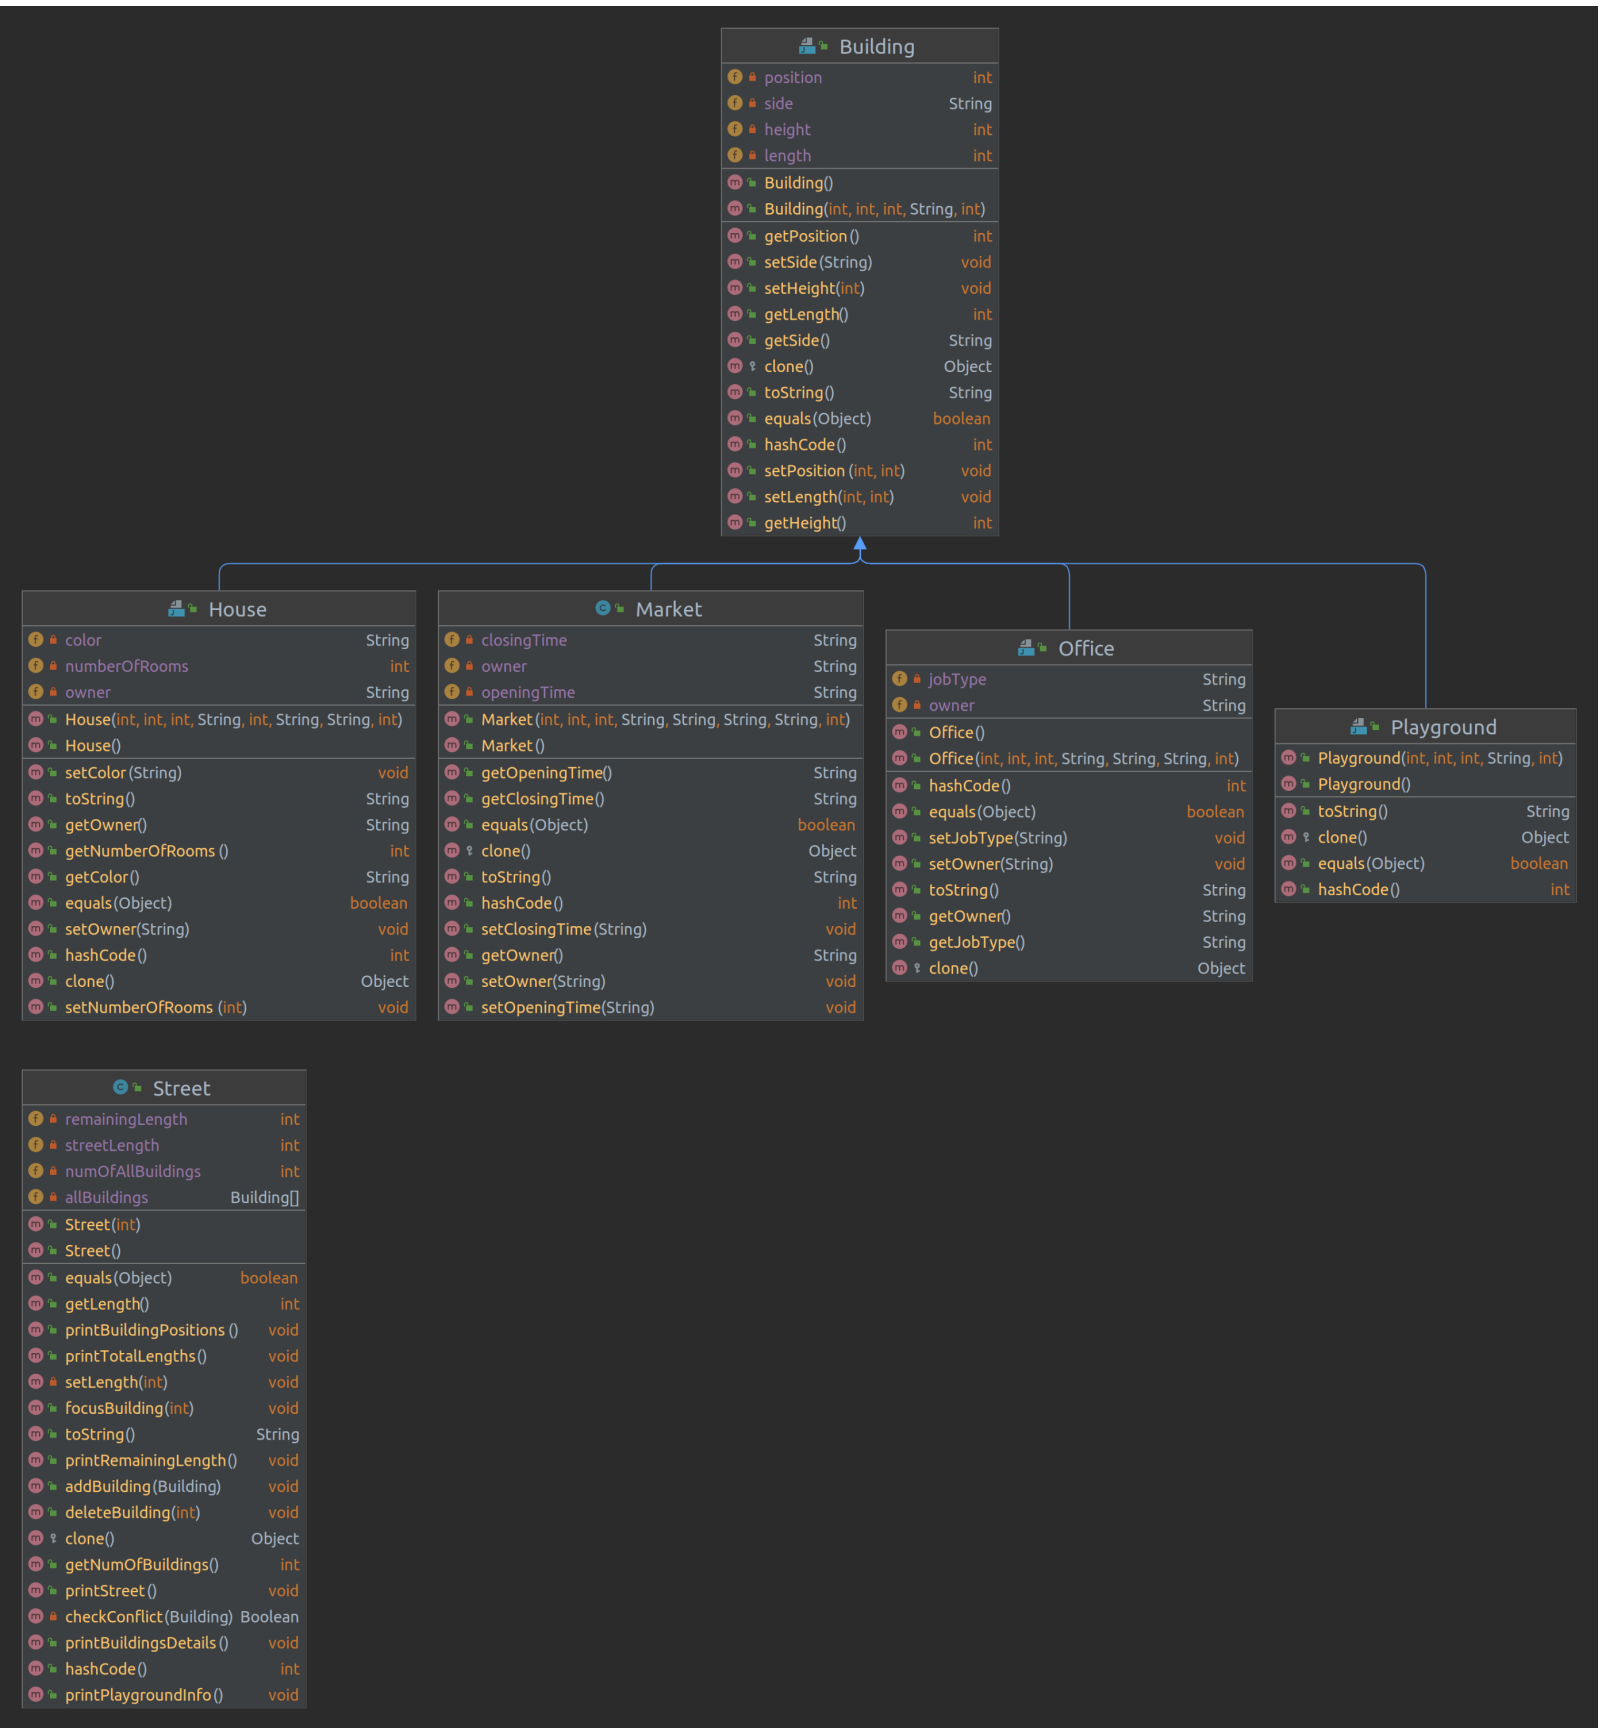 Building
position int
side String
height int
length int
Building()
Building(int, int, int, String, int)
getPosition() int
setSide(String) void
setHeight(int) void
getLength() int
getSide() String
clone() Object
toString() String
equals(Object) boolean
hashCode() int
setPosition(int, int) void
setLength(int, int) void
getHeight() int
House
color String
numberOfRooms int
owner String
House(int, int, int, String, int, String, String, int)
House()
setColor(String) void
toString() String
getOwner() String
getNumberOfRooms() int
getColor() String
equals(Object) boolean
setOwner(String) void
hashCode() int
clone() Object
setNumberOfRooms(int) void
Market
closingTime String
owner String
openingTime String
Market(int, int, int, String, String, String, String, int)
Market()
getOpeningTime() String
getClosingTime() String
equals(Object) boolean
clone() Object
toString() String
hashCode() int
setClosingTime(String) void
getOwner() String
setOwner(String) void
setOpeningTime(String) void
Office
jobType String
owner String
Office()
Office(int, int, int, String, String, String, int)
hashCode() int
equals(Object) boolean
setJobType(String) void
setOwner(String) void
toString() String
getOwner() String
getJobType() String
clone() Object
Playground
Playground(int, int, int, String, int)
Playground()
toString() String
clone() Object
equals(Object) boolean
hashCode() int
Street
remainingLength int
streetLength int
numOfAllBuildings int
allBuildings Building[]
Street(int)
Street()
equals(Object) boolean
getLength() int
printBuildingPositions() void
printTotalLengths() void
setLength(int) void
focusBuilding(int) void
toString() String
printRemainingLength() void
addBuilding(Building) void
deleteBuilding(int) void
clone() Object
getNumOfBuildings() int
printStreet() void
checkConflict(Building) Boolean
printBuildingsDetails() void
hashCode() int
printPlaygroundInfo() void